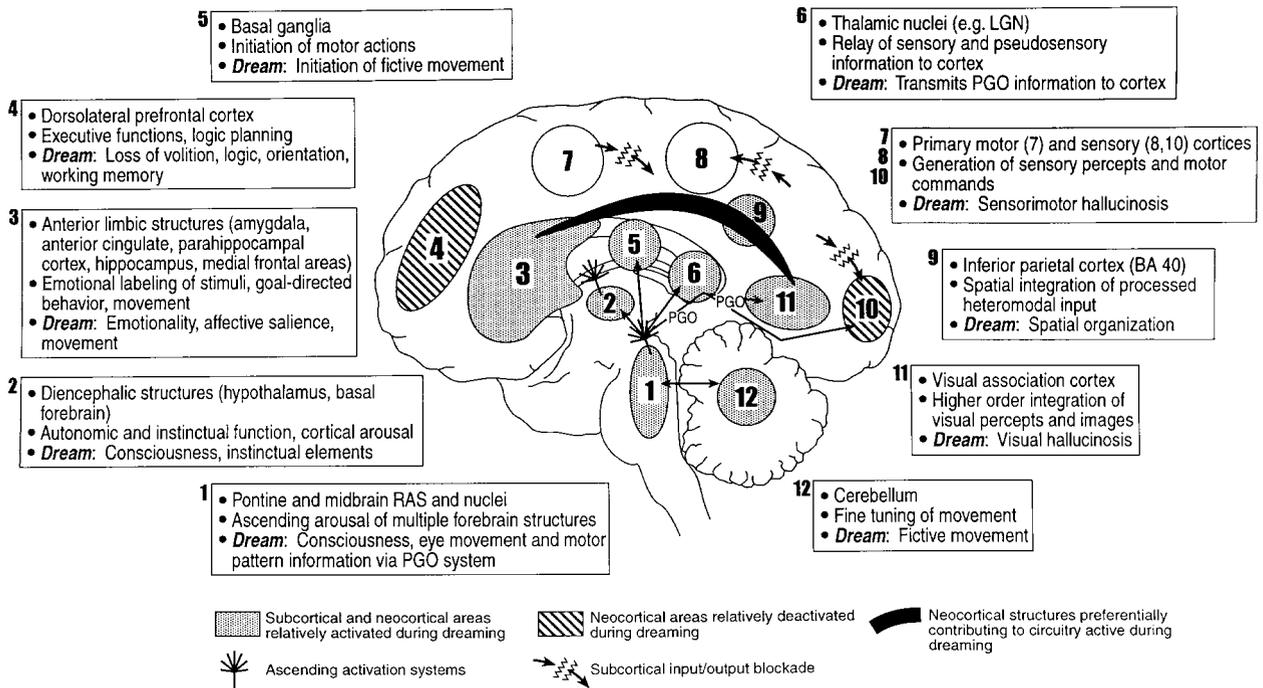 5
• Basal ganglia
• Initiation of motor actions
• Dream: Initiation of fictive movement
6
• Thalamic nuclei (e.g. LGN)
• Relay of sensory and pseudosensory
information to cortex
• Dream: Transmits PGO information to cortex
4
• Dorsolateral prefrontal cortex
• Executive functions, logic planning
• Dream: Loss of volition, logic, orientation,
working memory
7
8
10
• Primary motor (7) and sensory (8,10) cortices
• Generation of sensory percepts and motor
commands
• Dream: Sensorimotor hallucinosis
3
• Anterior limbic structures (amygdala,
anterior cingulate, parahippocampal
cortex, hippocampus, medial frontal areas)
• Emotional labeling of stimuli, goal-directed
behavior, movement
• Dream: Emotionality, affective salience,
movement
9
• Inferior parietal cortex (BA 40)
• Spatial integration of processed
heteromodal input
• Dream: Spatial organization
2
• Diencephalic structures (hypothalamus, basal
forebrain)
• Autonomic and instinctual function, cortical arousal
• Dream: Consciousness, instinctual elements
11
• Visual association cortex
• Higher order integration of
visual percepts and images
• Dream: Visual hallucinosis
1
• Pontine and midbrain RAS and nuclei
• Ascending arousal of multiple forebrain structures
• Dream: Consciousness, eye movement and motor
pattern information via PGO system
12
• Cerebellum
• Fine tuning of movement
• Dream: Fictive movement
7
8
9
4
5
3
6
2
PGO
11
10
PGO
1
12
Subcortical and neocortical areas
relatively activated during dreaming
Neocortical areas relatively deactivated
during dreaming
Neocortical structures preferentially
contributing to circuitry active during
dreaming
Ascending activation systems
Subcortical input/output blockade